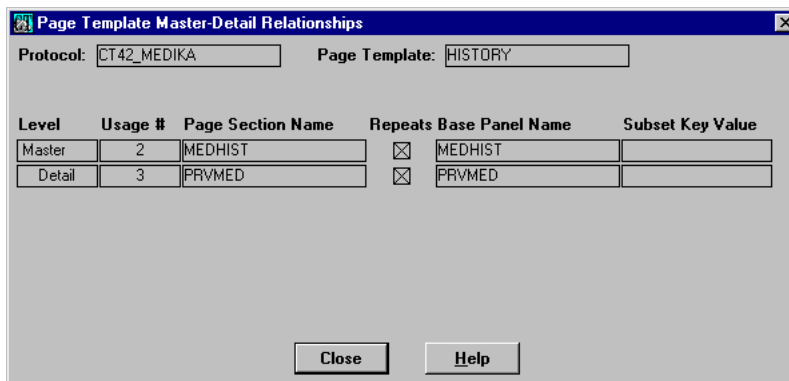 Page Template Master-Detail Relationships
Protocol: CT42_MEDIKA Page Template: HISTORY
Level Usage # Page Section Name Repeats Base Panel Name Subset Key Value
Master 2 MEDHIST MEDHIST
Detail 3 PRVMED PRVMED
Close Help